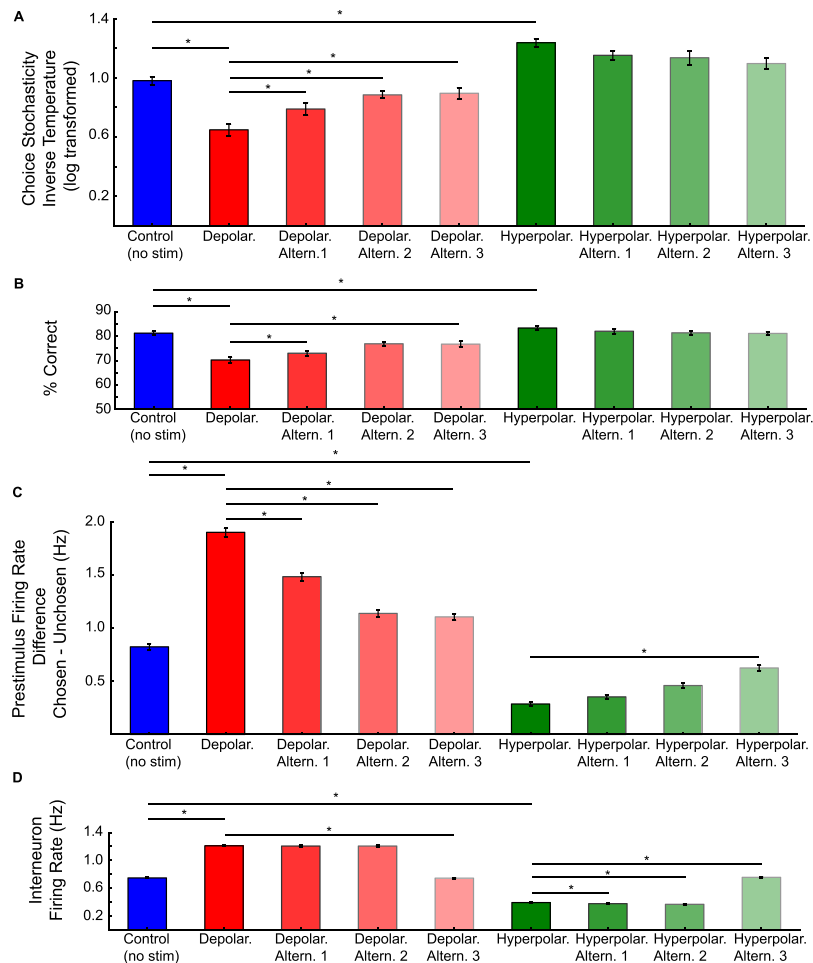 A
Choice Stochasticity
Inverse Temperature
(log transformed)
1.4
1.0
0.6
0.2
*
*
*
*
*
Control
(no stim)
Depolar.
Depolar.
Altern.1
Depolar.
Altern. 2
Depolar.
Altern. 3
Hyperpolar.
Hyperpolar.
Altern. 1
Hyperpolar.
Altern. 2
Hyperpolar.
Altern. 3
B
% Correct
90
80
70
60
50
*
*
*
*
Control
(no stim)
Depolar.
Depolar.
Altern. 1
Depolar.
Altern. 2
Depolar.
Altern. 3
Hyperpolar.
Hyperpolar.
Altern. 1
Hyperpolar.
Altern. 2
Hyperpolar.
Altern. 3
C
Prestimulus Firing Rate
Difference
Chosen - Unchosen (Hz)
2.0
1.5
1.0
0.5
*
*
*
*
*
*
Control
(no stim)
Depolar.
Depolar.
Altern. 1
Depolar.
Altern. 2
Depolar.
Altern. 3
Hyperpolar.
Hyperpolar.
Altern. 1
Hyperpolar.
Altern. 2
Hyperpolar.
Altern. 3
D
Interneuron
Firing Rate (Hz)
1.4
1.0
0.6
0.2
*
*
*
*
*
*
Control
(no stim)
Depolar.
Depolar.
Altern. 1
Depolar.
Altern. 2
Depolar.
Altern. 3
Hyperpolar.
Hyperpolar.
Altern. 1
Hyperpolar.
Altern. 2
Hyperpolar.
Altern. 3